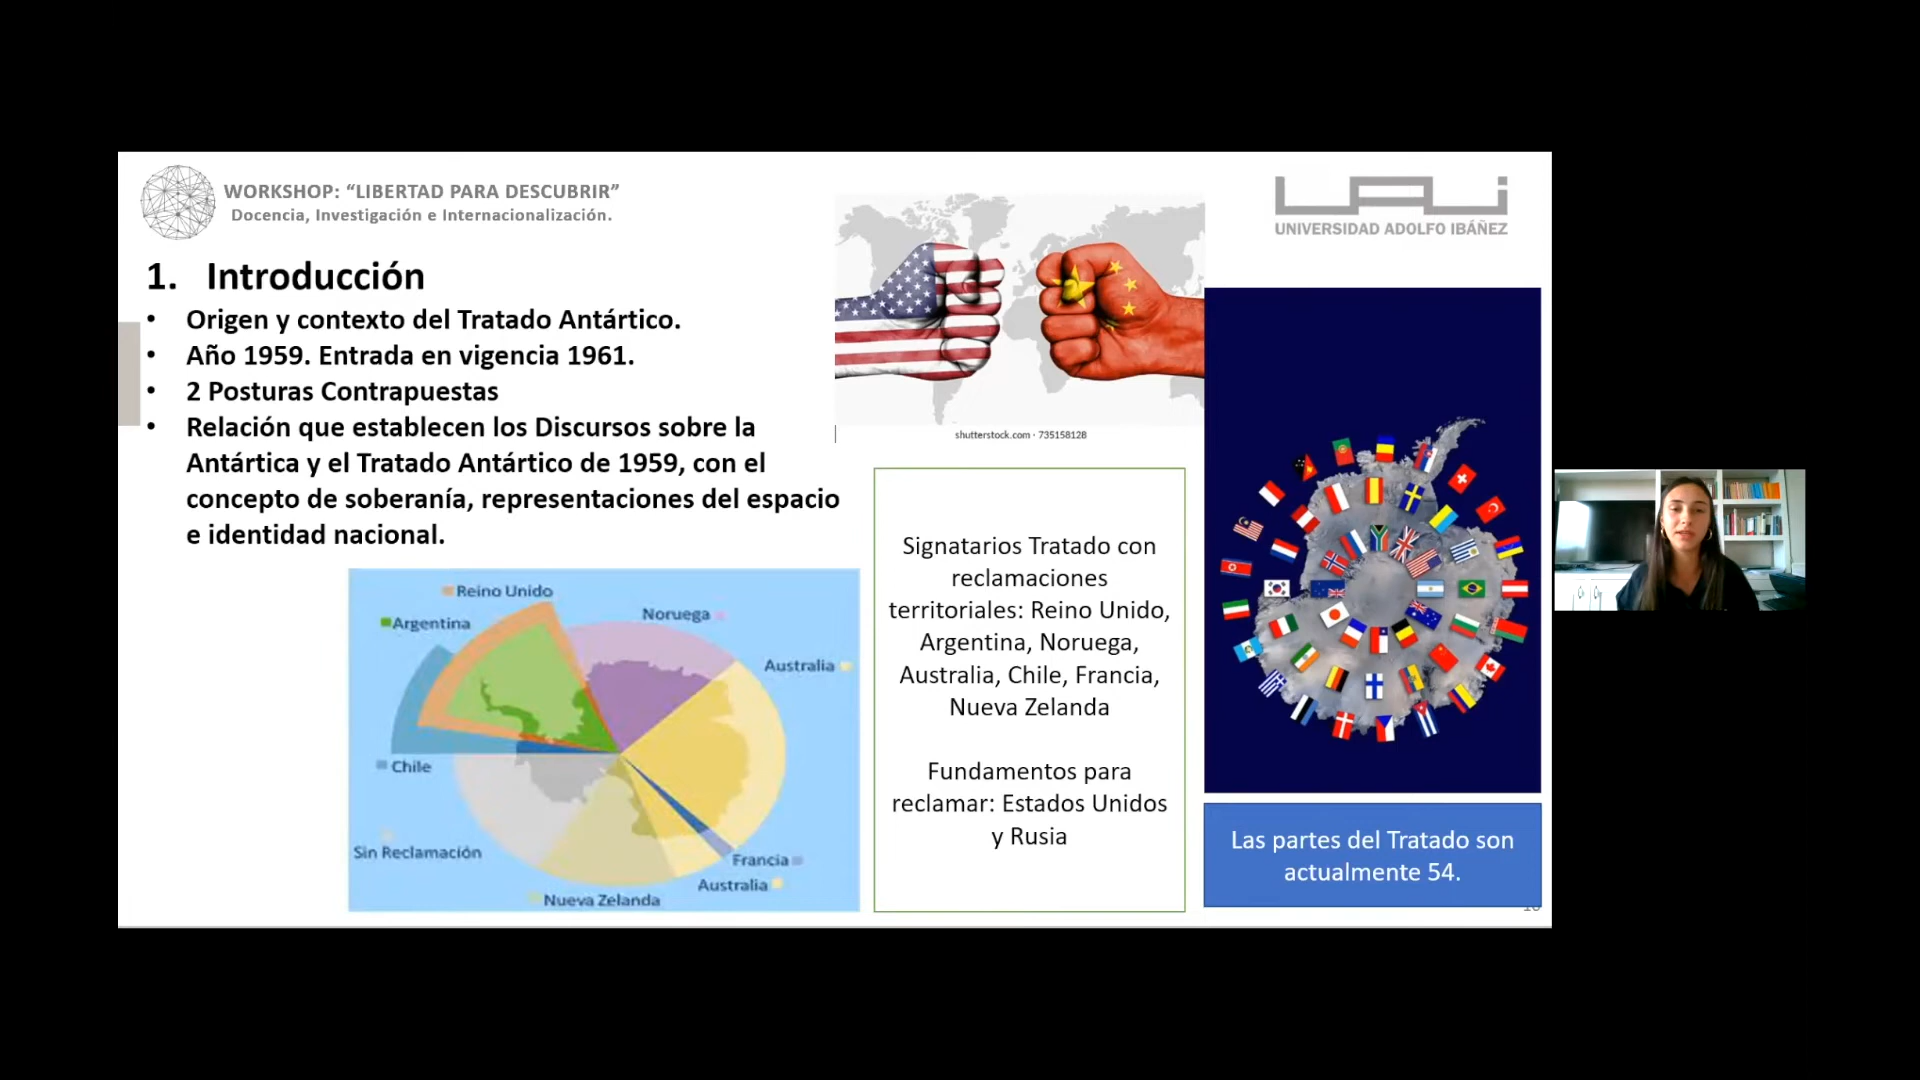 WORKSHOP: “LIBERTAD PARA DESCUBRIR”
Docencia, Investigación e Internacionalización.
UNIVERSIDAD ADOLFO IBÁÑEZ
1. Introducción
• Origen y contexto del Tratado Antártico.
• Año 1959. Entrada en vigencia 1961.
• 2 Posturas Contrapuestas
• Relación que establecen los Discursos sobre la
Antártica y el Tratado Antártico de 1959, con el
concepto de soberanía, representaciones del espacio
e identidad nacional.
shutterstock.com · 735158128
Reino Unido
Argentina
Noruega
Australia
Chile
Sin Reclamación
Francia
Australia
Nueva Zelanda
Signatarios Tratado con
reclamaciones
territoriales: Reino Unido,
Argentina, Noruega,
Australia, Chile, Francia,
Nueva Zelanda
Fundamentos para
reclamar: Estados Unidos
y Rusia
Las partes del Tratado son
actualmente 54.